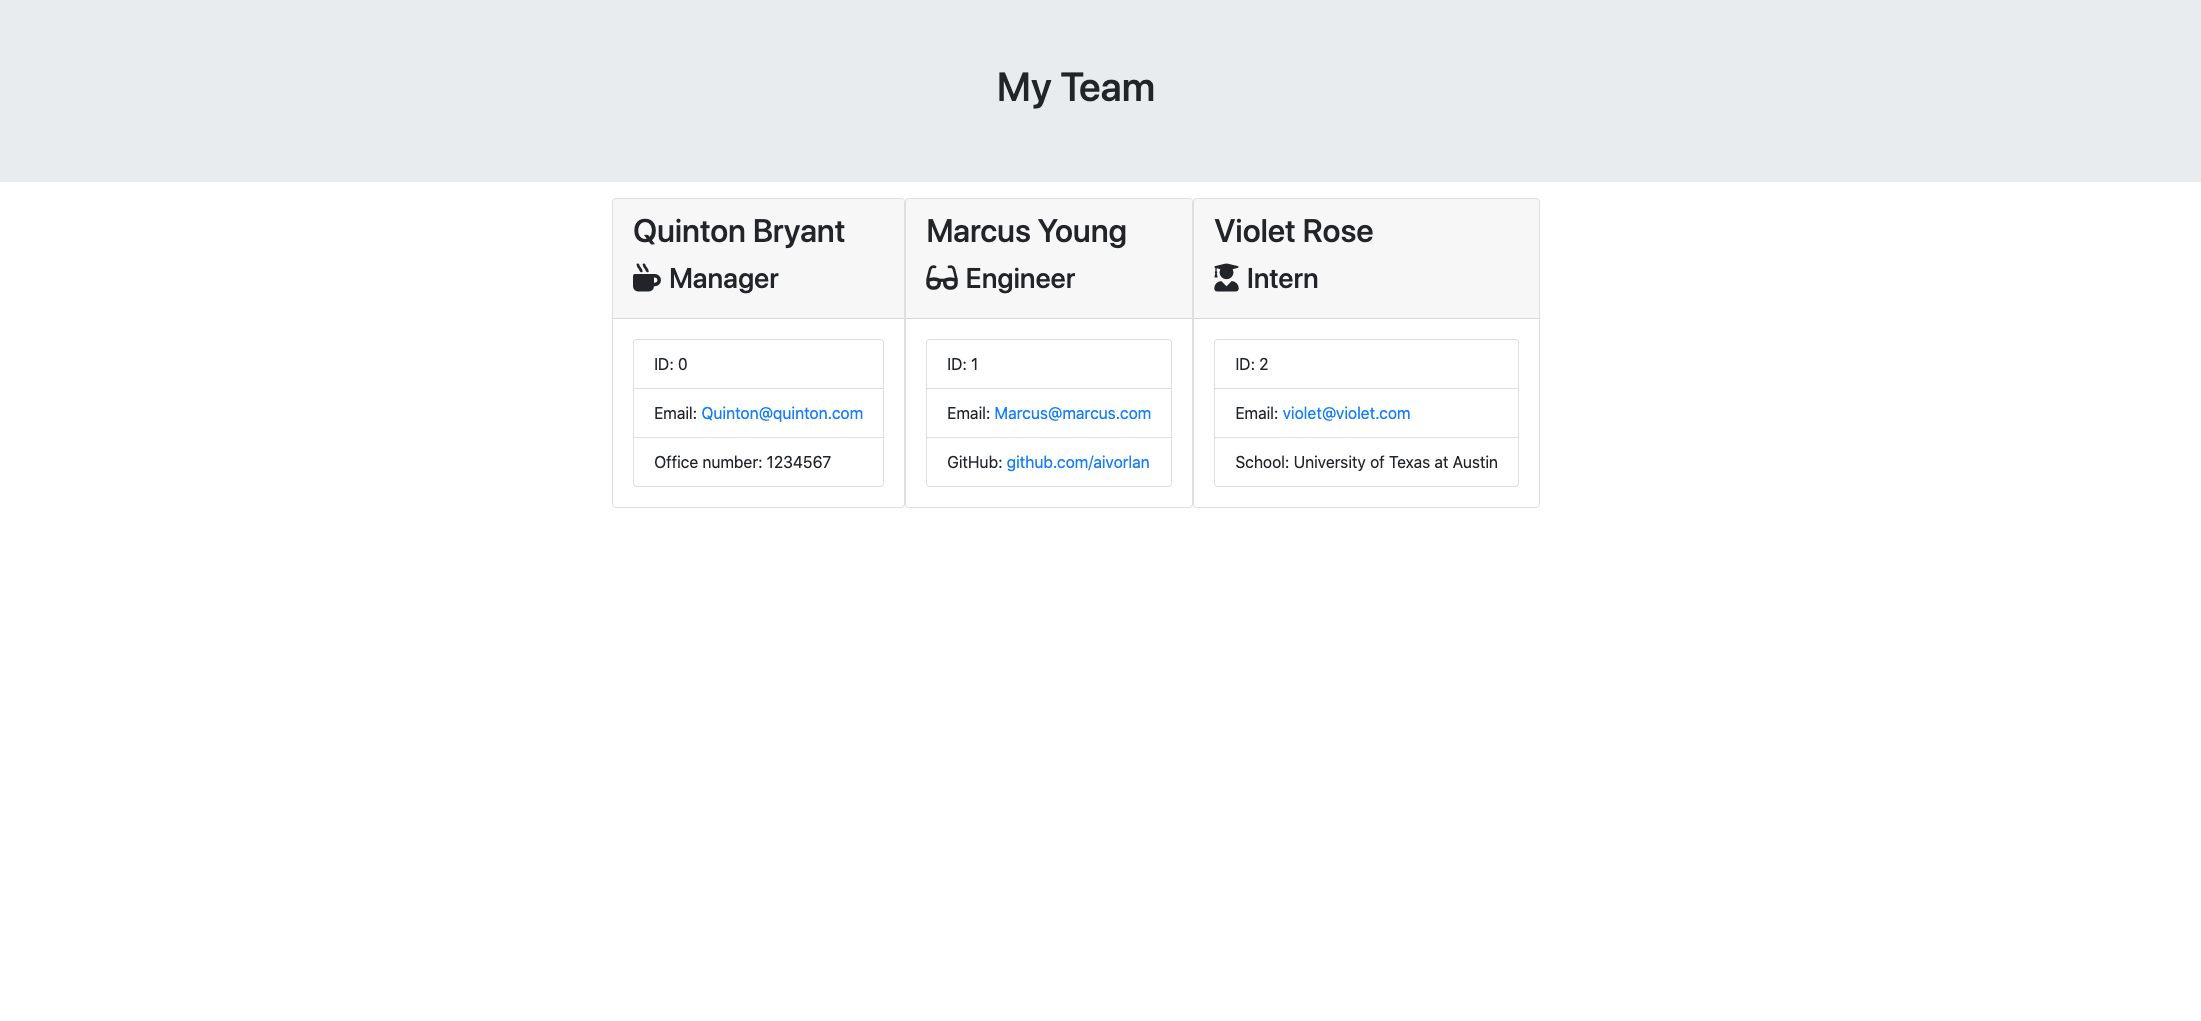 My Team
Quinton Bryant
Manager
ID: 0
Email: Quinton@quinton.com
Office number: 1234567
Marcus Young
Engineer
ID: 1
Email: Marcus@marcus.com
GitHub: github.com/aivorlan
Violet Rose
Intern
ID: 2
Email: violet@violet.com
School: University of Texas at Austin